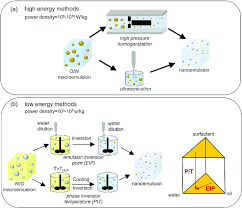 (a) high energy methods
power density≈10⁸-10¹⁰ W/kg
high pressure
homogenization
O/W
macroemulsion
ultrasonication
nanoemulsion
(b) low energy methods
power density≈10³-10⁵ W/kg
water
dilution
water
dilution
inversion
inversion
emulsion inversion
point (EIP)
W/O
macroemulsion
Cooling
inversion
phase inversion
temperature (PIT)
nanoemulsion
surfactant
PIT
EIP
water
oil